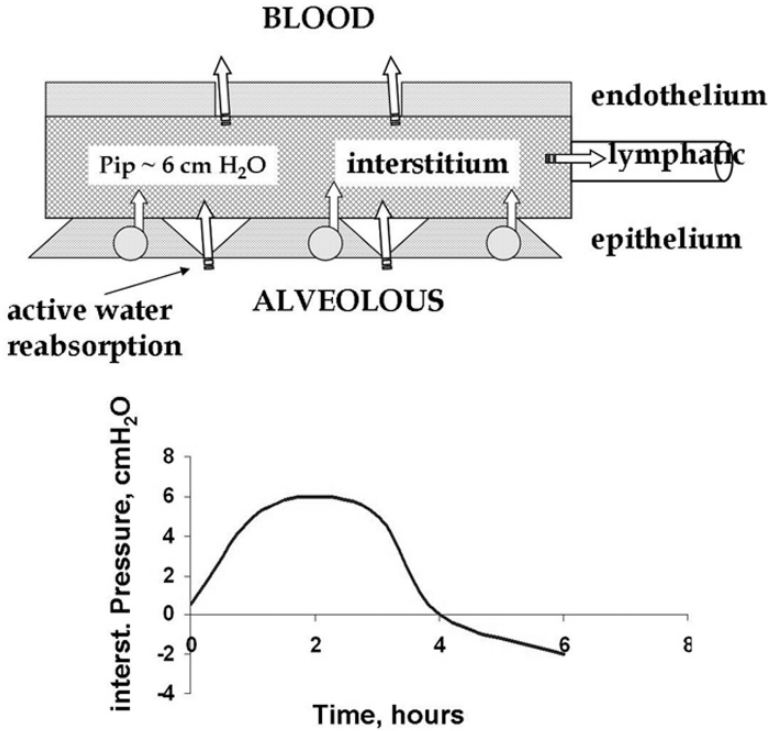 BLOOD
endothelium
Pip ~ 6 cm H₂O
interstitium
lymphatic
epithelium
ALVEOLOUS
active water
reabsorption
interst. Pressure, cmH₂O
8
6
4
2
0
-2
-4
0 2 4 6 8
Time, hours